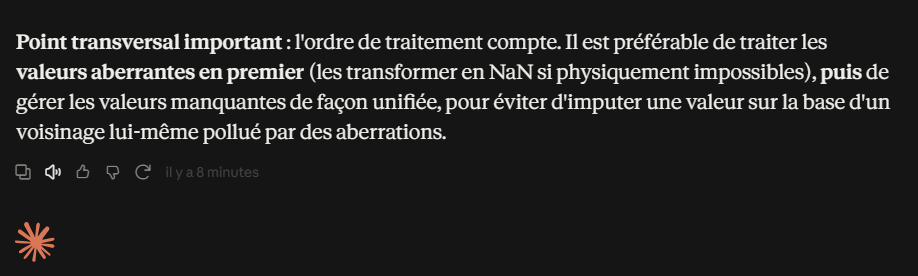 Point transversal important : l'ordre de traitement compte. Il est préférable de traiter les
valeurs aberrantes en premier (les transformer en NaN si physiquement impossibles), puis de
gérer les valeurs manquantes de façon unifiée, pour éviter d'imputer une valeur sur la base d'un
voisinage lui-même pollué par des aberrations.
il y a 8 minutes